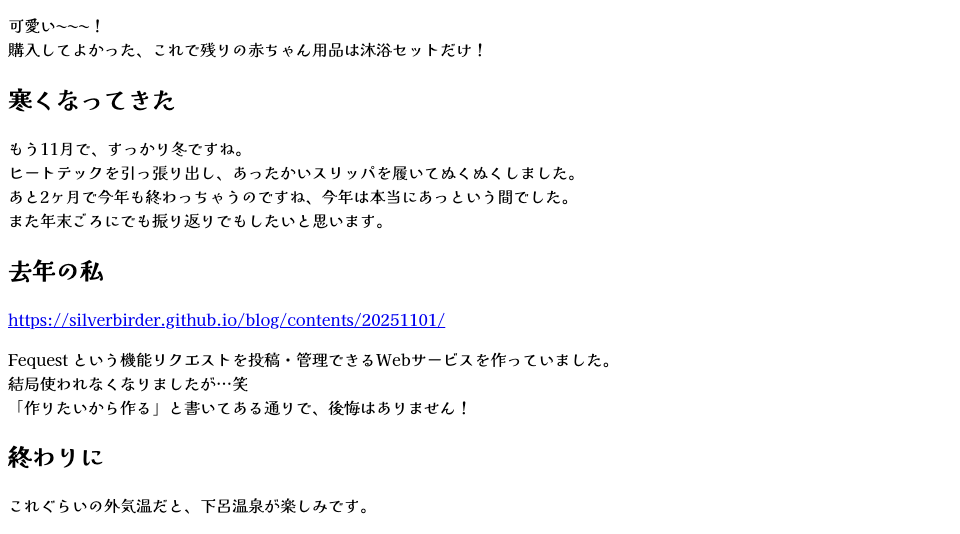 可愛い~~~！
購入してよかった、これで残りの赤ちゃん用品は沐浴セットだけ！
寒くなってきた
もう11月で、すっかり冬ですね。
ヒートテックを引っ張り出し、あったかいスリッパを履いてぬくぬくしました。
あと2ヶ月で今年も終わっちゃうのですね、今年は本当にあっという間でした。
また年末ごろにでも振り返りでもしたいと思います。
去年の私
https://silverbirder.github.io/blog/contents/20251101/
Fequest という機能リクエストを投稿・管理できるWebサービスを作っていました。
結局使われなくなりましたが…笑
「作りたいから作る」と書いてある通りで、後悔はありません！
終わりに
これぐらいの外気温だと、下呂温泉が楽しみです。